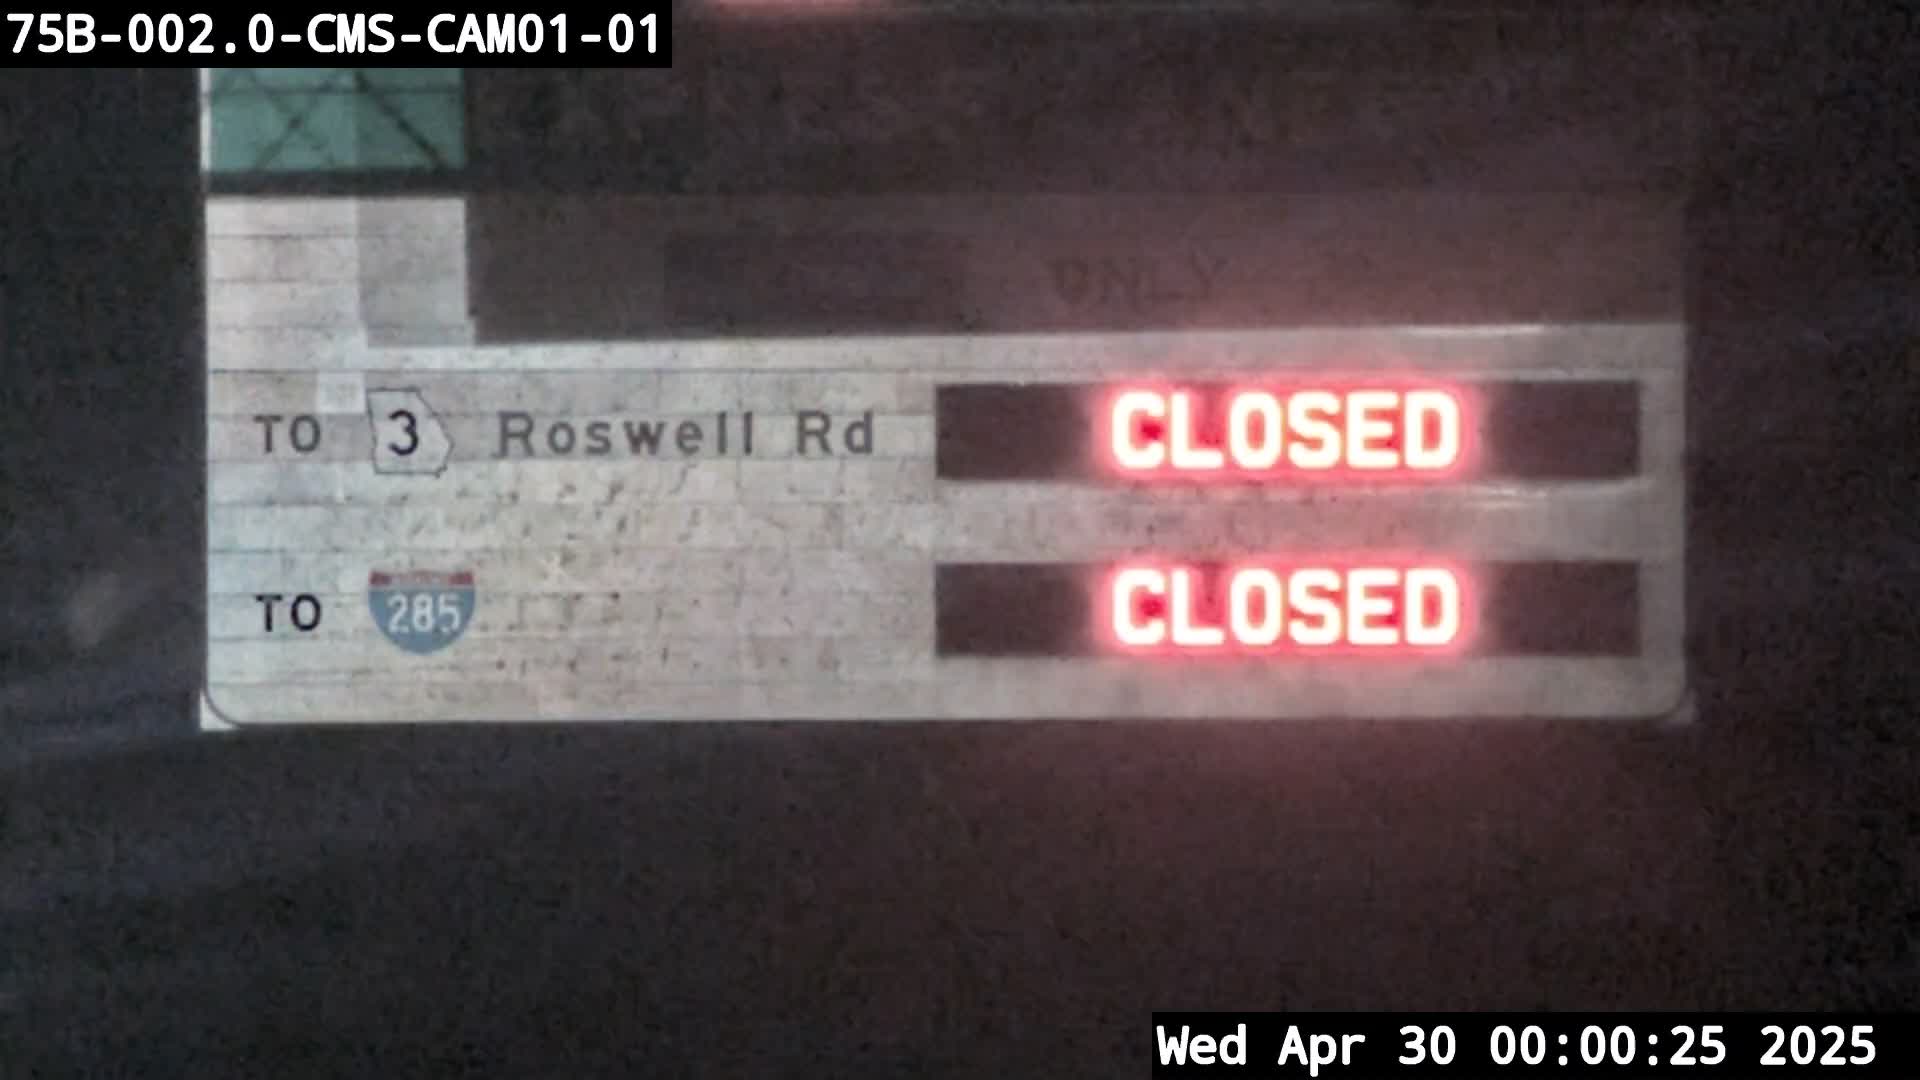 75B-002.0-CMS-CAM01-01
ONLY
TO 3 Roswell Rd CLOSED
TO 285 CLOSED
Wed Apr 30 00:00:25 2025